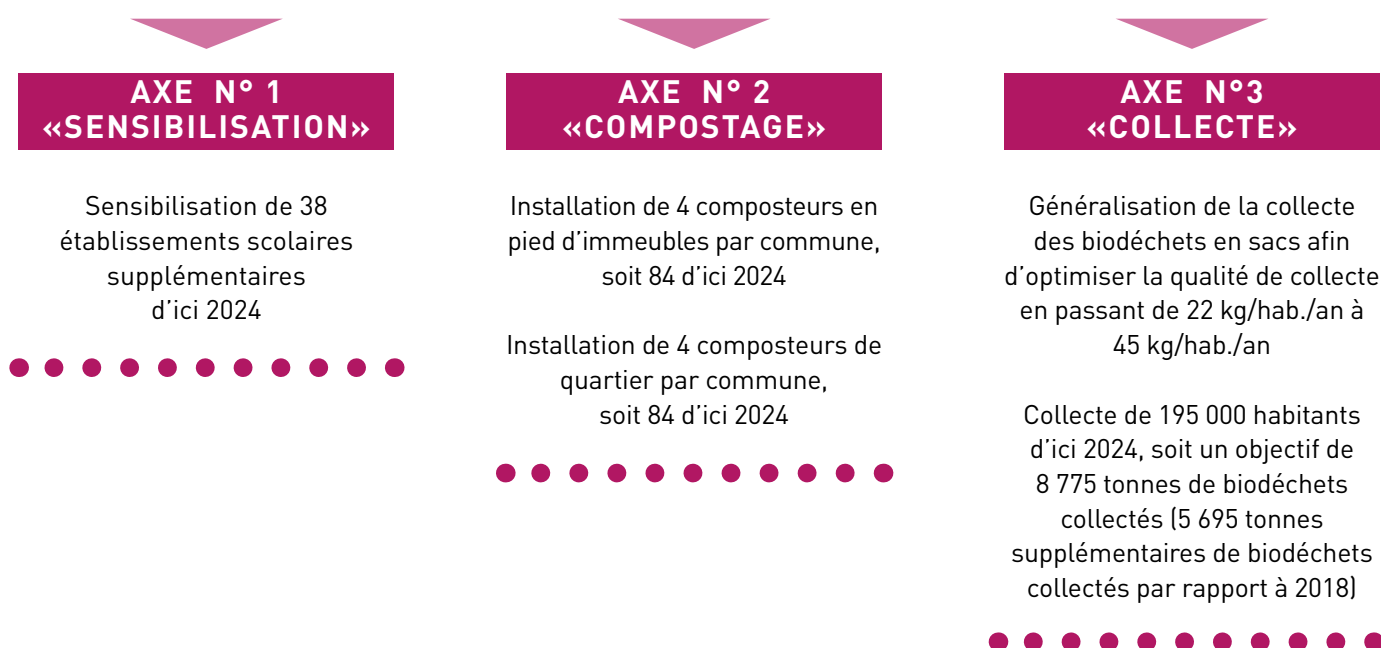 AXE N° 1
«SENSIBILISATION»
Sensibilisation de 38
établissements scolaires
supplémentaires
d’ici 2024
AXE N° 2
«COMPOSTAGE»
Installation de 4 composteurs en
pied d’immeubles par commune,
soit 84 d’ici 2024
Installation de 4 composteurs de
quartier par commune,
soit 84 d’ici 2024
AXE N°3
«COLLECTE»
Généralisation de la collecte
des biodéchets en sacs afin
d’optimiser la qualité de collecte
en passant de 22 kg/hab./an à
45 kg/hab./an
Collecte de 195 000 habitants
d’ici 2024, soit un objectif de
8 775 tonnes de biodéchets
collectés (5 695 tonnes
supplémentaires de biodéchets
collectés par rapport à 2018)